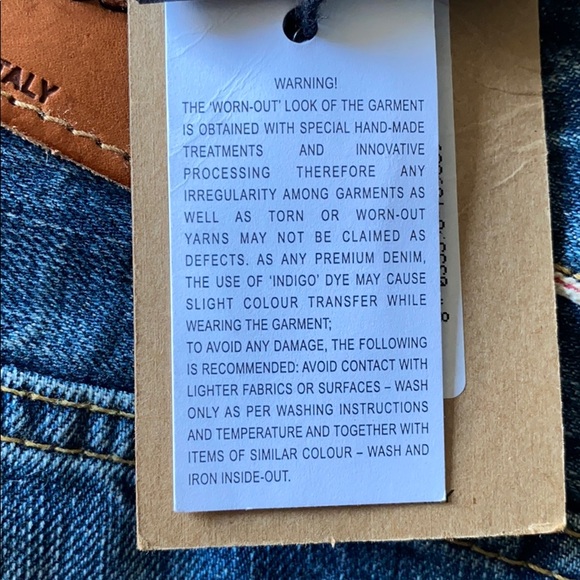 TALY
WARNING!
THE 'WORN-OUT' LOOK OF THE GARMENT
IS OBTAINED WITH SPECIAL HAND-MADE
TREATMENTS AND INNOVATIVE
PROCESSING THEREFORE ANY
IRREGULARITY AMONG GARMENTS AS
WELL AS TORN OR WORN-OUT
YARNS MAY NOT BE CLAIMED AS
DEFECTS. AS ANY PREMIUM DENIM,
THE USE OF 'INDIGO' DYE MAY CAUSE
SLIGHT COLOUR TRANSFER WHILE
WEARING THE GARMENT;
TO AVOID ANY DAMAGE, THE FOLLOWING
IS RECOMMENDED: AVOID CONTACT WITH
LIGHTER FABRICS OR SURFACES – WASH
ONLY AS PER WASHING INSTRUCTIONS
AND TEMPERATURE AND TOGETHER WITH
ITEMS OF SIMILAR COLOUR – WASH AND
IRON INSIDE-OUT.